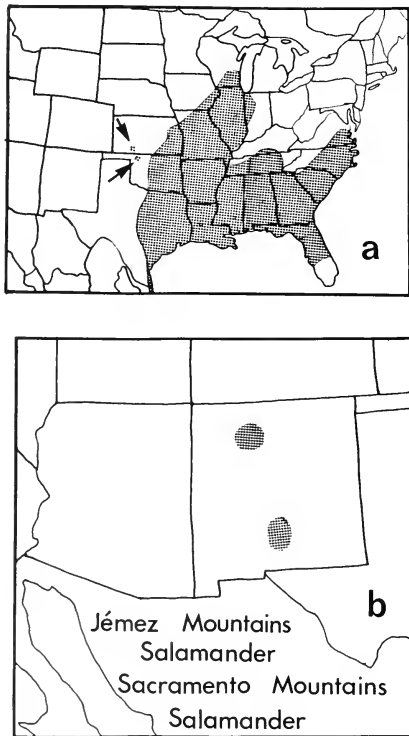 a
b
Jémez Mountains
Salamander
Sacramento Mountains
Salamander